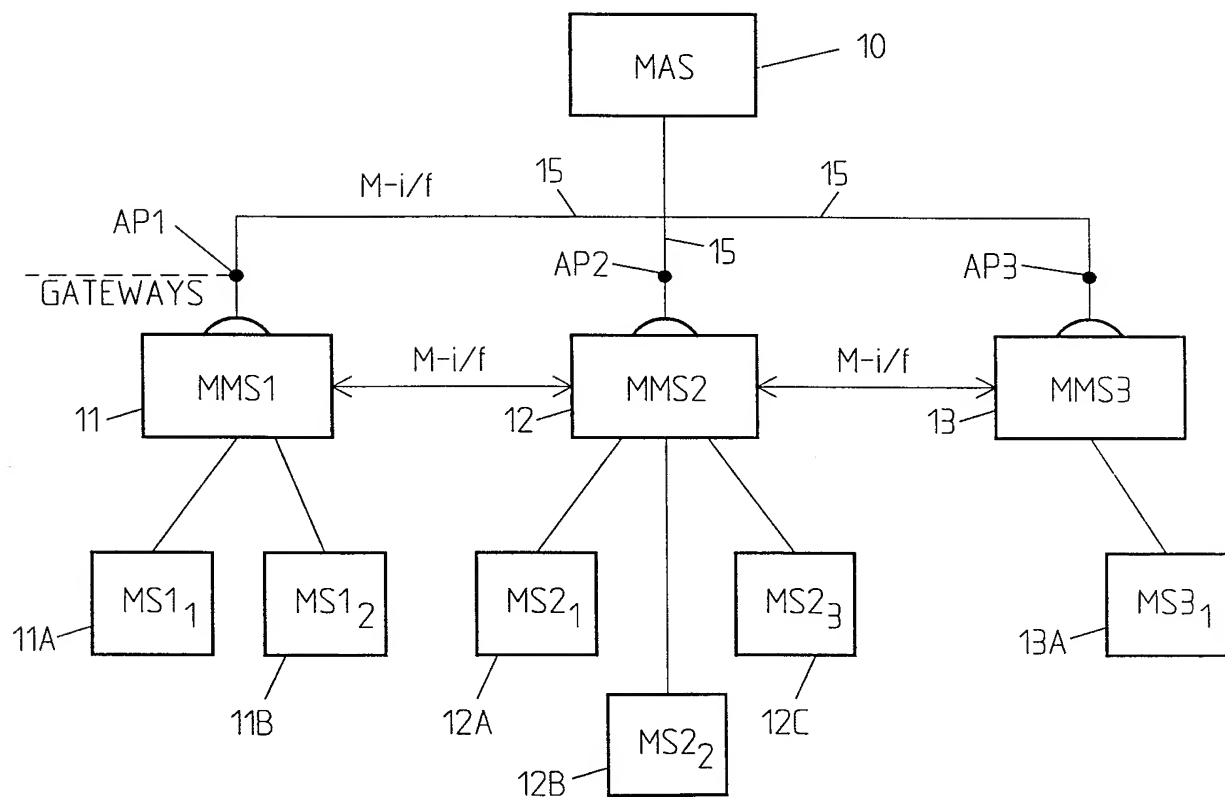 MAS
10
M-i/f
15
15
AP1
15
AP2
AP3
GATEWAYS
MMS1
M-i/f
MMS2
M-i/f
MMS3
11
12
13
MS1₁
MS1₂
MS2₁
MS2₃
MS3₁
11A
13A
11B
12A
12C
MS2₂
12B